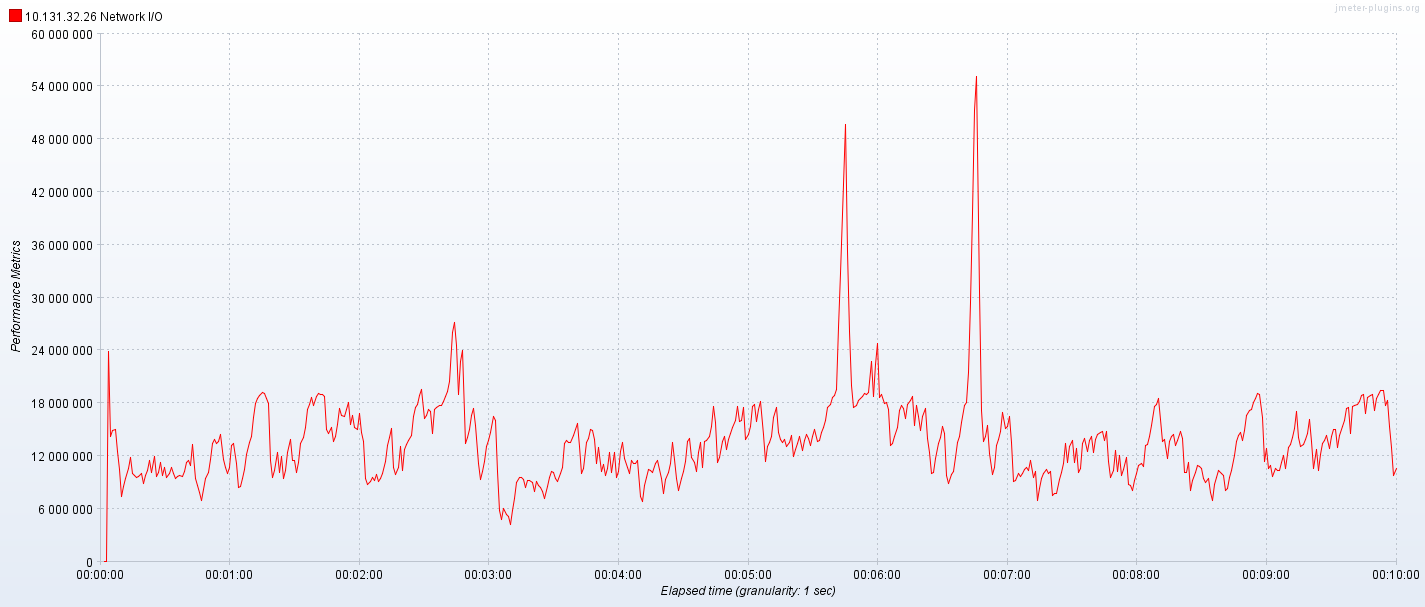 10.131.32.26 Network I/O
jmeter-plugins.org
60 000 000
54 000 000
48 000 000
42 000 000
36 000 000
30 000 000
24 000 000
18 000 000
12 000 000
6 000 000
0
Performance Metrics
00:00:00 00:01:00 00:02:00 00:03:00 00:04:00 00:05:00 00:06:00 00:07:00 00:08:00 00:09:00 00:10:00
Elapsed time (granularity: 1 sec)